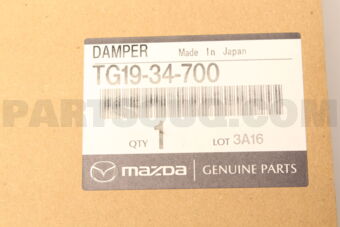 DAMPER Made In Japan
TG19-34-700
QTY 1 LOT 3A16
mazda GENUINE PARTS
PARTSOUQ.COM